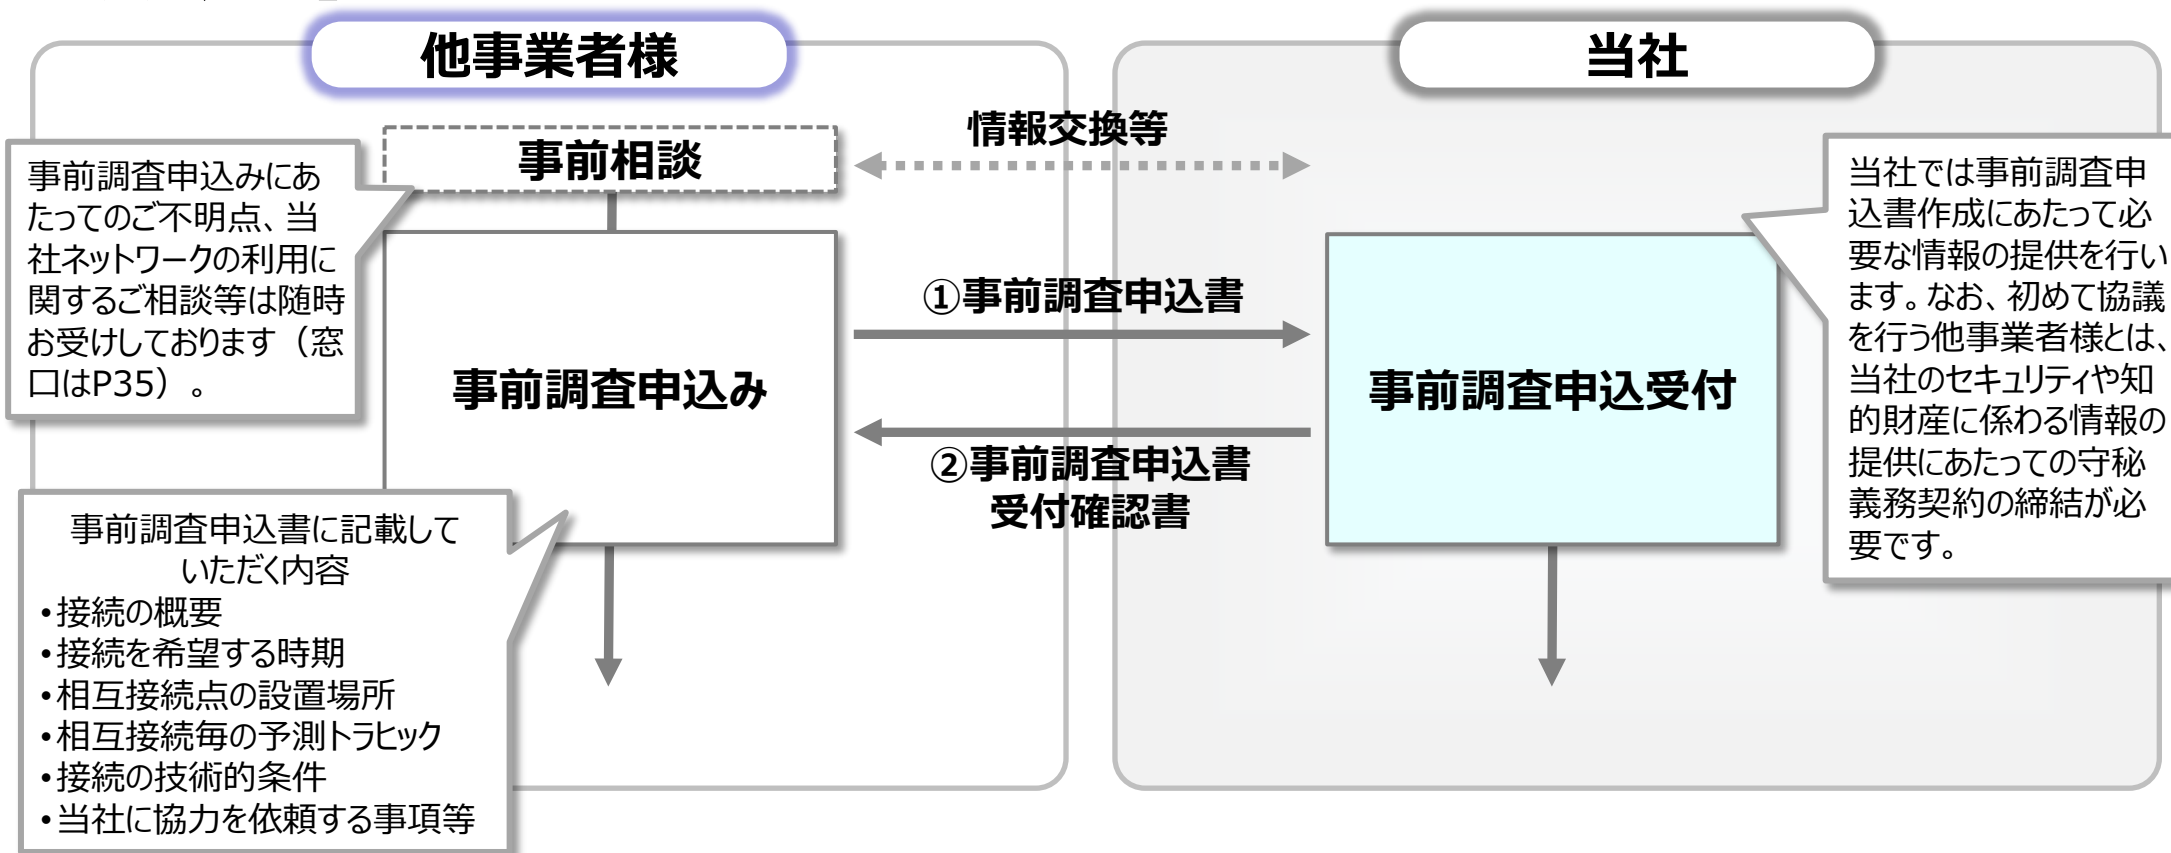 他事業者様
当社
事前相談
情報交換等
事前調査申込みにあ
たってのご不明点、当
社ネットワークの利用に
関するご相談等は随時
お受けしております（窓
口はP35）。
当社では事前調査申
込書作成にあたって必
要な情報の提供を行い
ます。なお、初めて協議
を行う他事業者様とは、
当社のセキュリティや知
的財産に係わる情報の
提供にあたっての守秘
義務契約の締結が必
要です。
①事前調査申込書
事前調査申込み
事前調査申込受付
②事前調査申込書
受付確認書
事前調査申込書に記載して
いただく内容
•接続の概要
•接続を希望する時期
•相互接続点の設置場所
•相互接続毎の予測トラヒック
•接続の技術的条件
•当社に協力を依頼する事項等